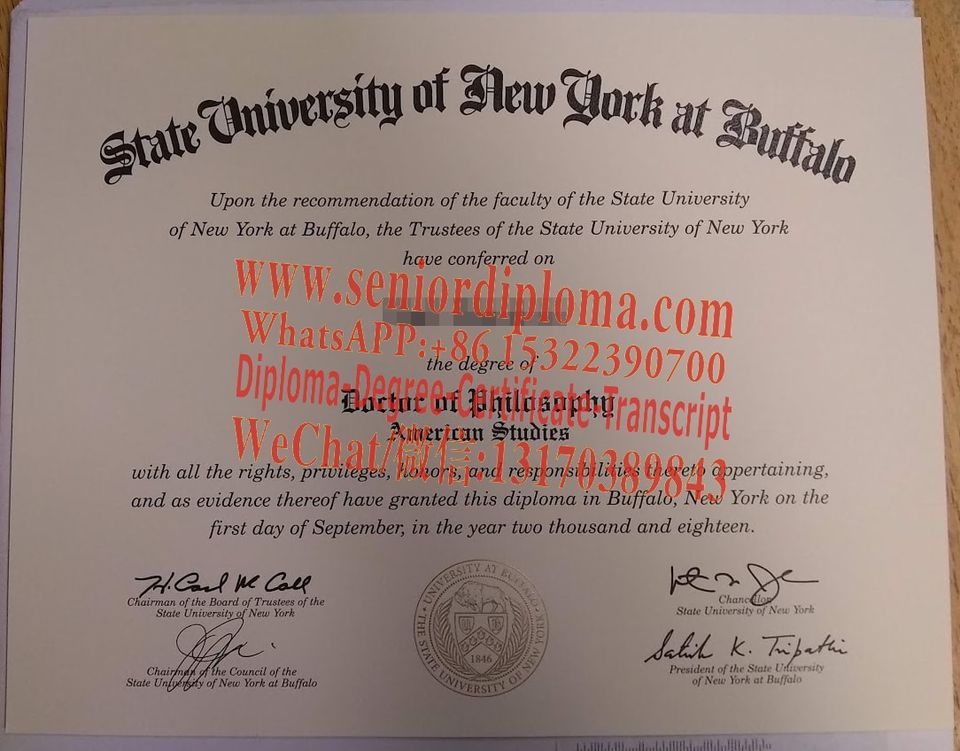 State University of New York at Buffalo
Upon the recommendation of the faculty of the State University
of New York at Buffalo, the Trustees of the State University of New York
have conferred on
www.seniordiploma.com
WhatsAPP:+86 15322390700
the degree of
Diploma-Degree-Certificate-Transcript
Doctor of Philosophy
American Studies
WeChat/微信:13170389843
with all the rights, privileges, honors, and responsibilities thereto appertaining,
and as evidence thereof have granted this diploma in Buffalo, New York on the
first day of September, in the year two thousand and eighteen.
H. Carl McCall
Chairman of the Board of Trustees of the
State University of New York
Chancellor
State University of New York
UNIVERSITY AT BUFFALO
THE STATE UNIVERSITY OF NEW YORK
1846
Chairman of the Council of the
State University of New York at Buffalo
Satish K. Tripathi
President of the State University
of New York at Buffalo